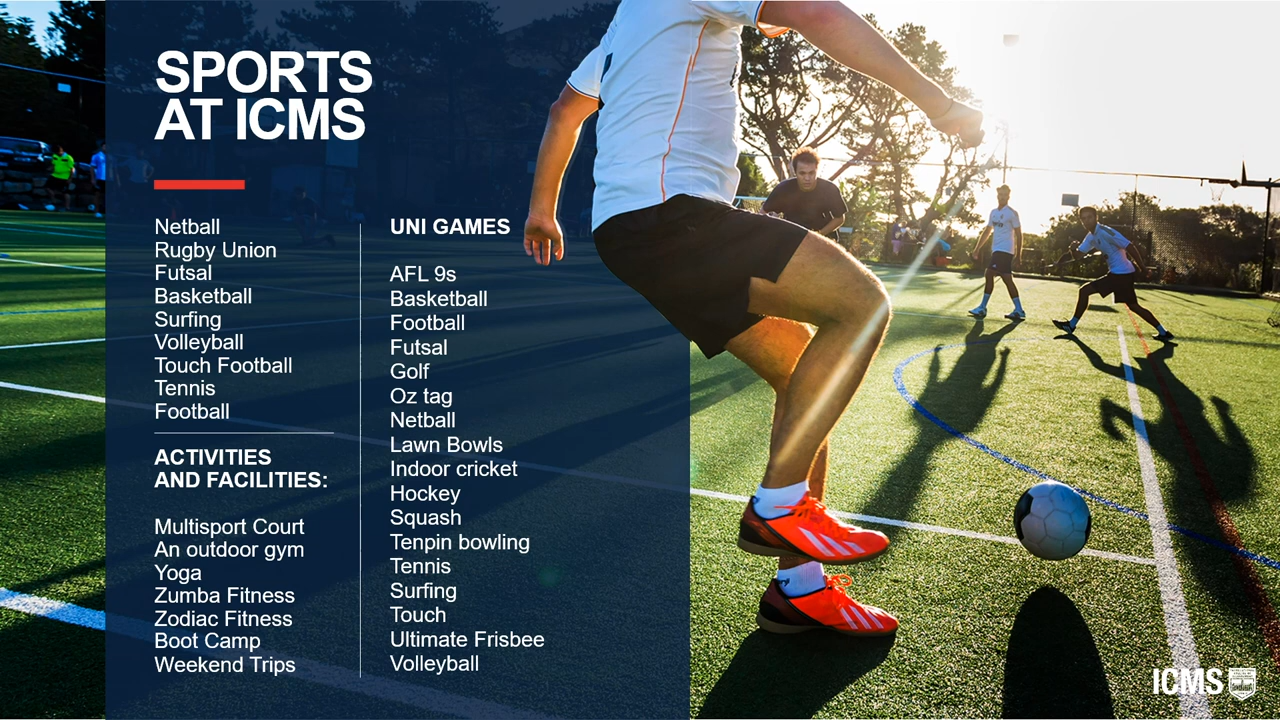 SPORTS
AT ICMS
Netball
Rugby Union
Futsal
Basketball
Surfing
Volleyball
Touch Football
Tennis
Football
ACTIVITIES
AND FACILITIES:
Multisport Court
An outdoor gym
Yoga
Zumba Fitness
Zodiac Fitness
Boot Camp
Weekend Trips
UNI GAMES
AFL 9s
Basketball
Football
Futsal
Golf
Oz tag
Netball
Lawn Bowls
Indoor cricket
Hockey
Squash
Tenpin bowling
Tennis
Surfing
Touch
Ultimate Frisbee
Volleyball
ICMS